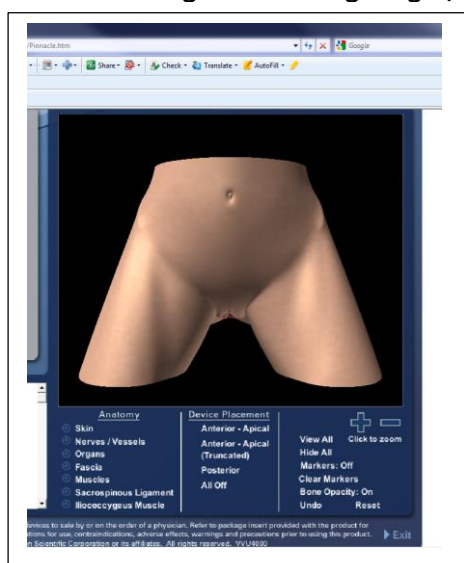 /Pinnacle.htm
Google
Share
Check
Translate
AutoFill
Anatomy
Skin
Nerves / Vessels
Organs
Fascia
Muscles
Sacrospinous Ligament
Iliococcygeus Muscle
Device Placement
Anterior - Apical
Anterior - Apical
(Truncated)
Posterior
All Off
Click to zoom
View All
Hide All
Markers: Off
Clear Markers
Bone Opacity: On
Undo Reset
devices to sale by or on the order of a physician. Refer to package insert provided with the product for
for use, contraindications, adverse effects, warnings and precautions prior to using this product.
Scientific Corporation or its affiliates. All rights reserved. YVU4000
Exit